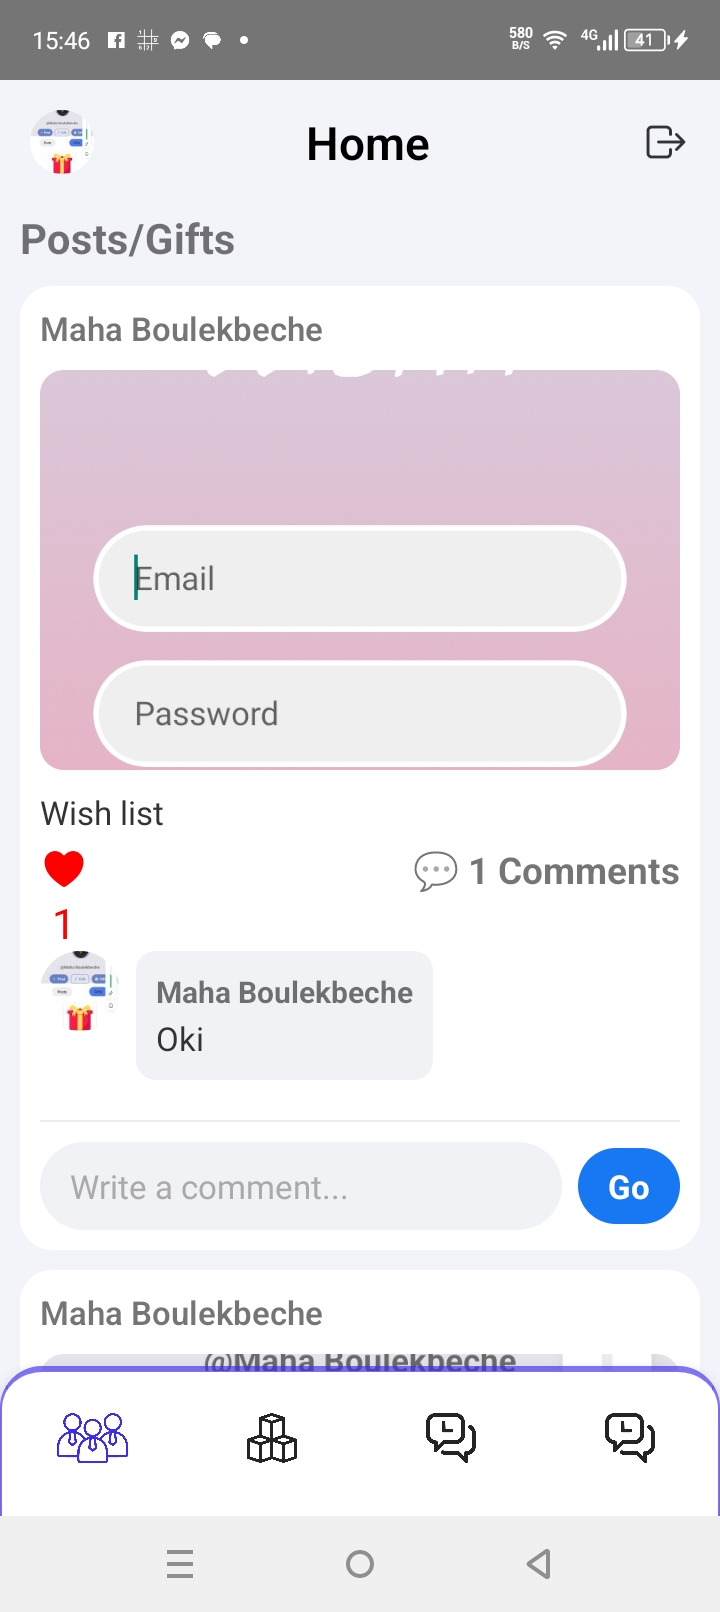 15:46
580
B/S
4G
41
Home
Posts/Gifts
Maha Boulekbeche
Email
Password
Wish list
1 Comments
1
Maha Boulekbeche
Oki
Write a comment...
Go
Maha Boulekbeche
@Maha Boulekbeche